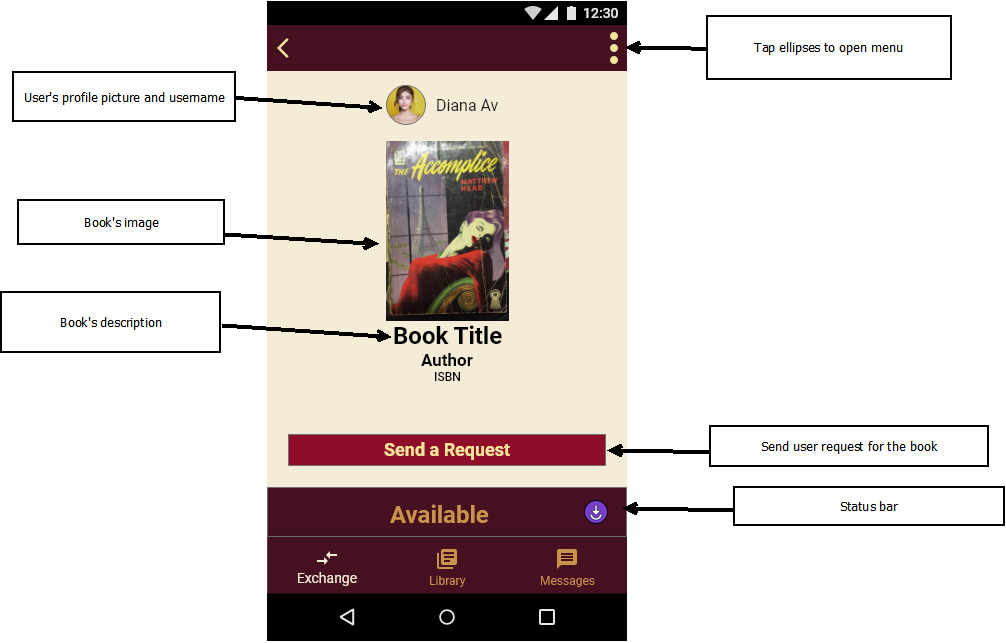 12:30
Tap ellipses to open menu
User's profile picture and username
Diana Av
THE Accomplice
MATTHEW
HEAD
Book's image
Book's description
Book Title
Author
ISBN
Send a Request
Send user request for the book
Available
Status bar
Exchange
Library
Messages